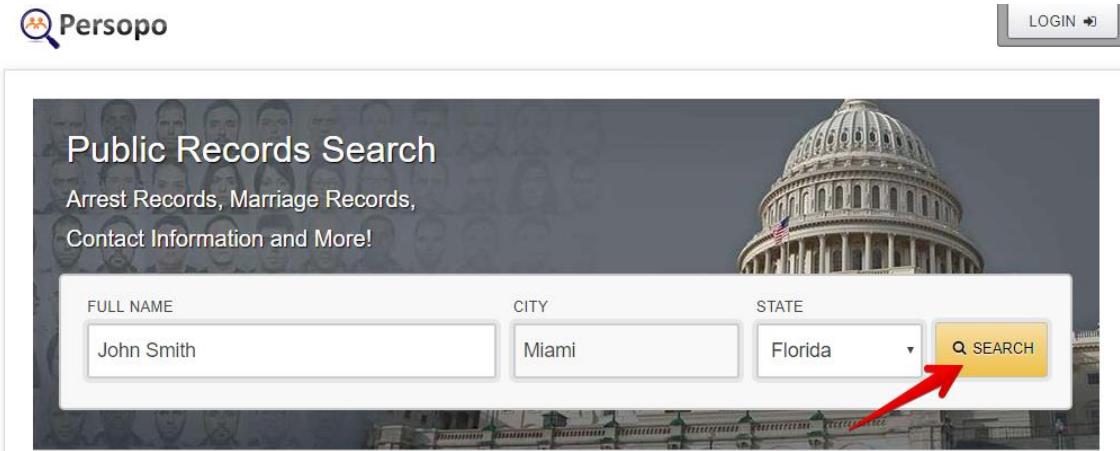 Persopo
LOGIN
Public Records Search
Arrest Records, Marriage Records,
Contact Information and More!
FULL NAME CITY STATE
John Smith Miami Florida SEARCH